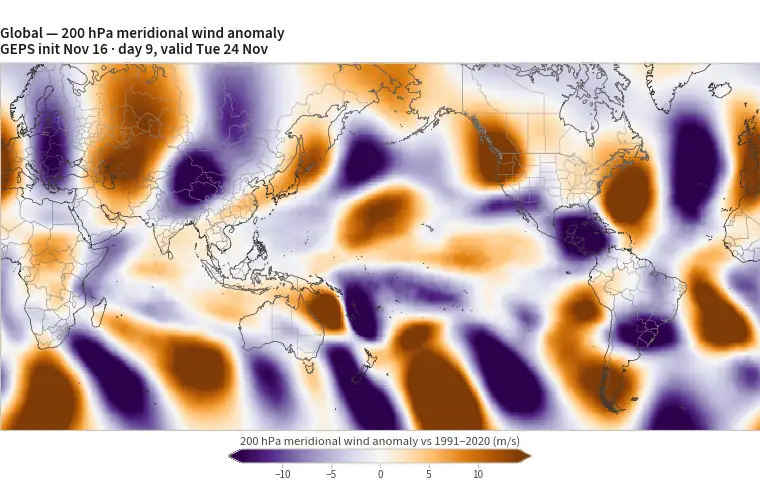 Global — 200 hPa meridional wind anomaly
GEPS init Nov 16 · day 9, valid Tue 24 Nov
200 hPa meridional wind anomaly vs 1991–2020 (m/s)
−10 −5 0 5 10